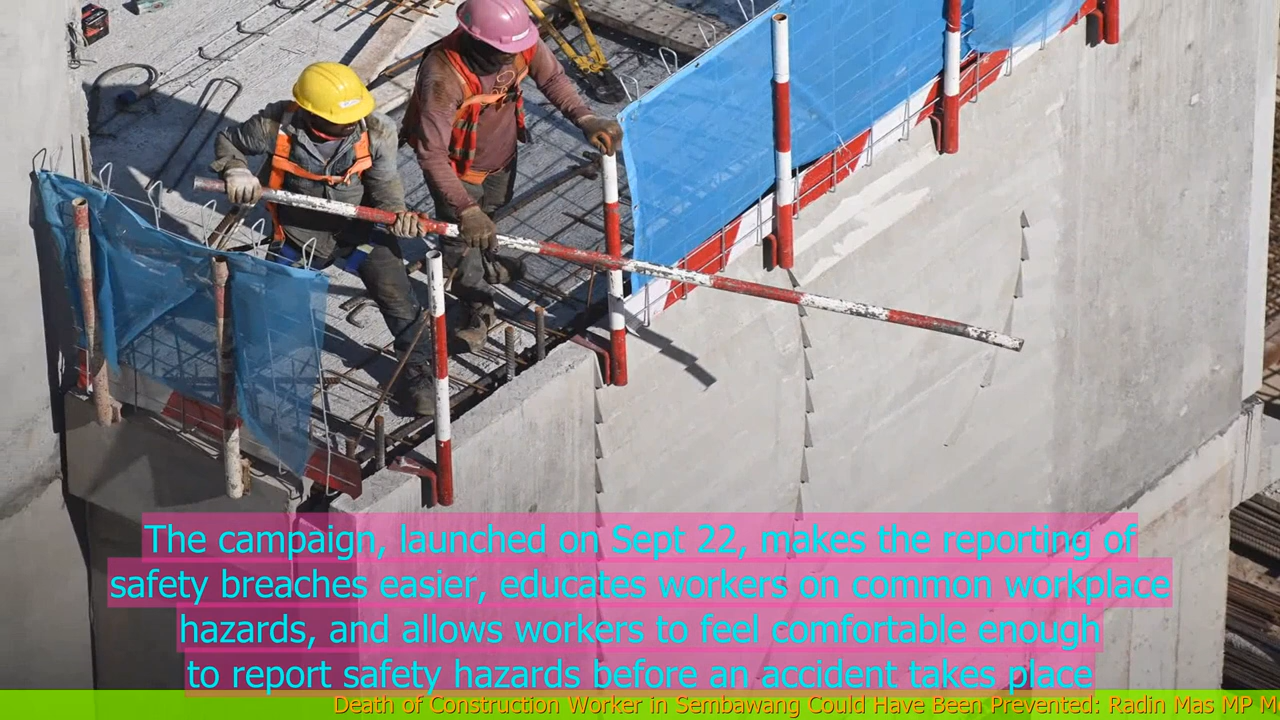 The campaign, launched on Sept 22, makes the reporting of
safety breaches easier, educates workers on common workplace
hazards, and allows workers to feel comfortable enough
to report safety hazards before an accident takes place
Death of Construction Worker in Sembawang Could Have Been Prevented: Radin Mas MP M